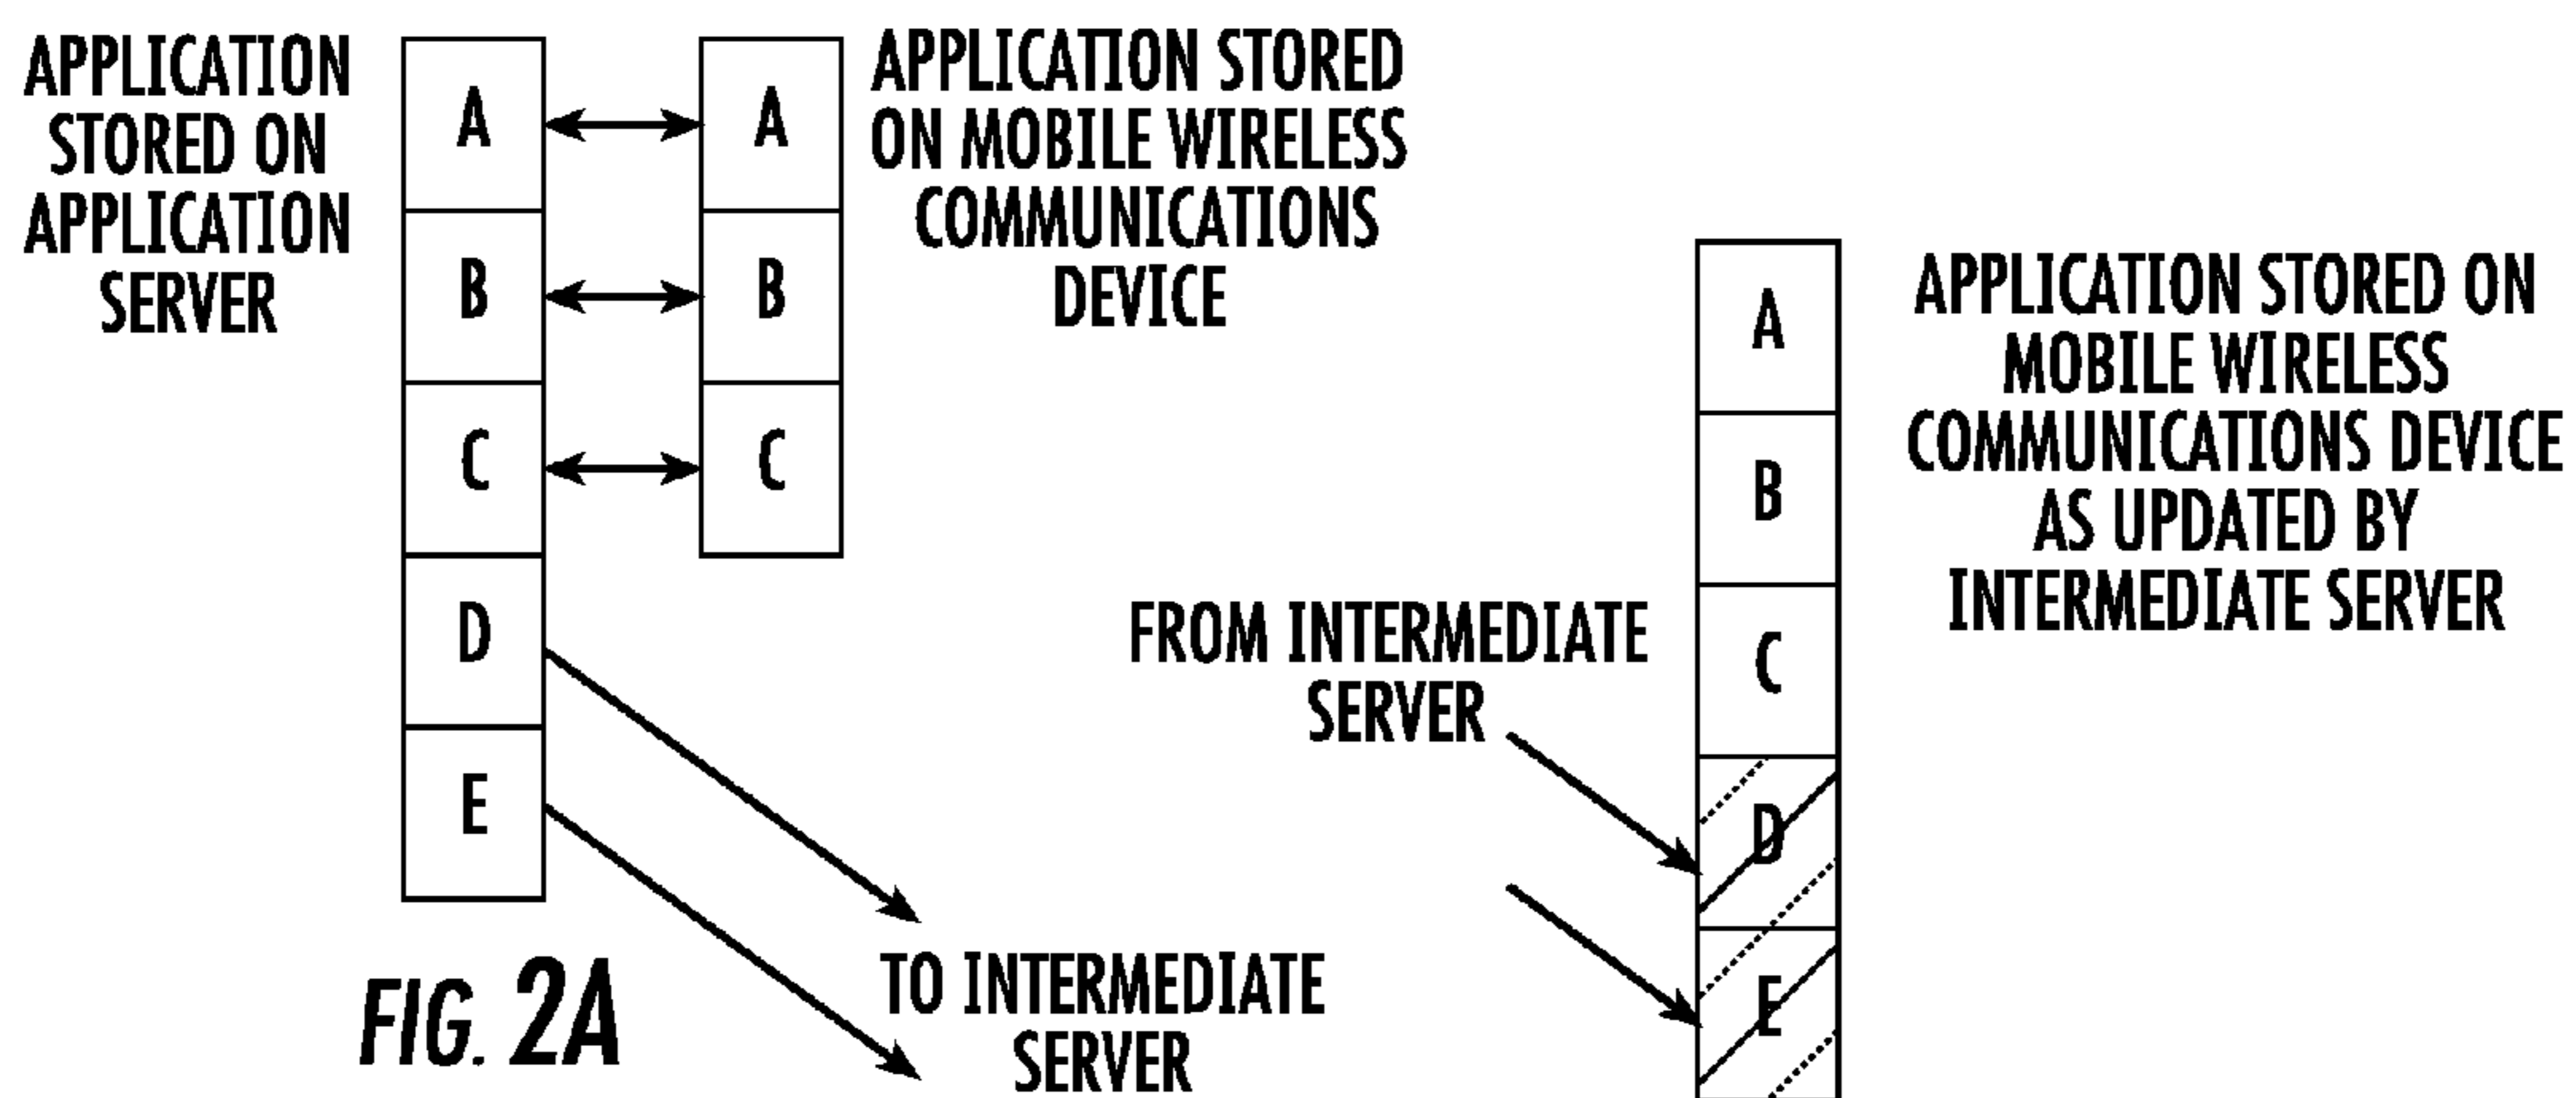 APPLICATION
STORED ON
APPLICATION
SERVER
A
B
C
D
E
A
B
C
APPLICATION STORED
ON MOBILE WIRELESS
COMMUNICATIONS
DEVICE
TO INTERMEDIATE
SERVER
FIG. 2A
FROM INTERMEDIATE
SERVER
A
B
C
D
E
APPLICATION STORED ON
MOBILE WIRELESS
COMMUNICATIONS DEVICE
AS UPDATED BY
INTERMEDIATE SERVER